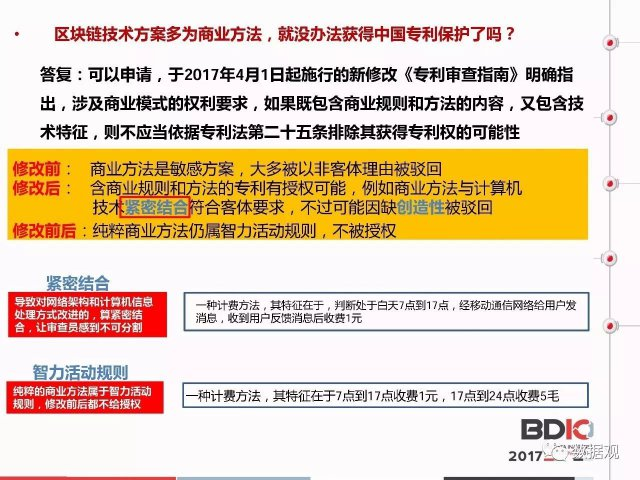 • 区块链技术方案多为商业方法，就没办法获得中国专利保护了吗？
答复：可以申请，于2017年4月1日起施行的新修改《专利审查指南》明确指
出，涉及商业模式的权利要求，如果既包含商业规则和方法的内容，又包含技
术特征，则不应当依据专利法第二十五条排除其获得专利权的可能性
修改前： 商业方法是敏感方案，大多被以非客体理由被驳回
修改后： 含商业规则和方法的专利有授权可能，例如商业方法与计算机
技术紧密结合符合客体要求，不过可能因缺创造性被驳回
修改前后：纯粹商业方法仍属智力活动规则，不被授权
紧密结合
导致对网络架构和计算机信息
处理方式改进的，算紧密结
合，让审查员感到不可分割
一种计费方法，其特征在于，判断处于白天7点到17点，经移动通信网络给用户发
消息，收到用户反馈消息后收费1元
智力活动规则
纯粹的商业方法属于智力活动
规则，修改前后都不给授权
一种计费方法，其特征在于7点到17点收费1元，17点到24点收费5毛
BDIC
2017
数据观